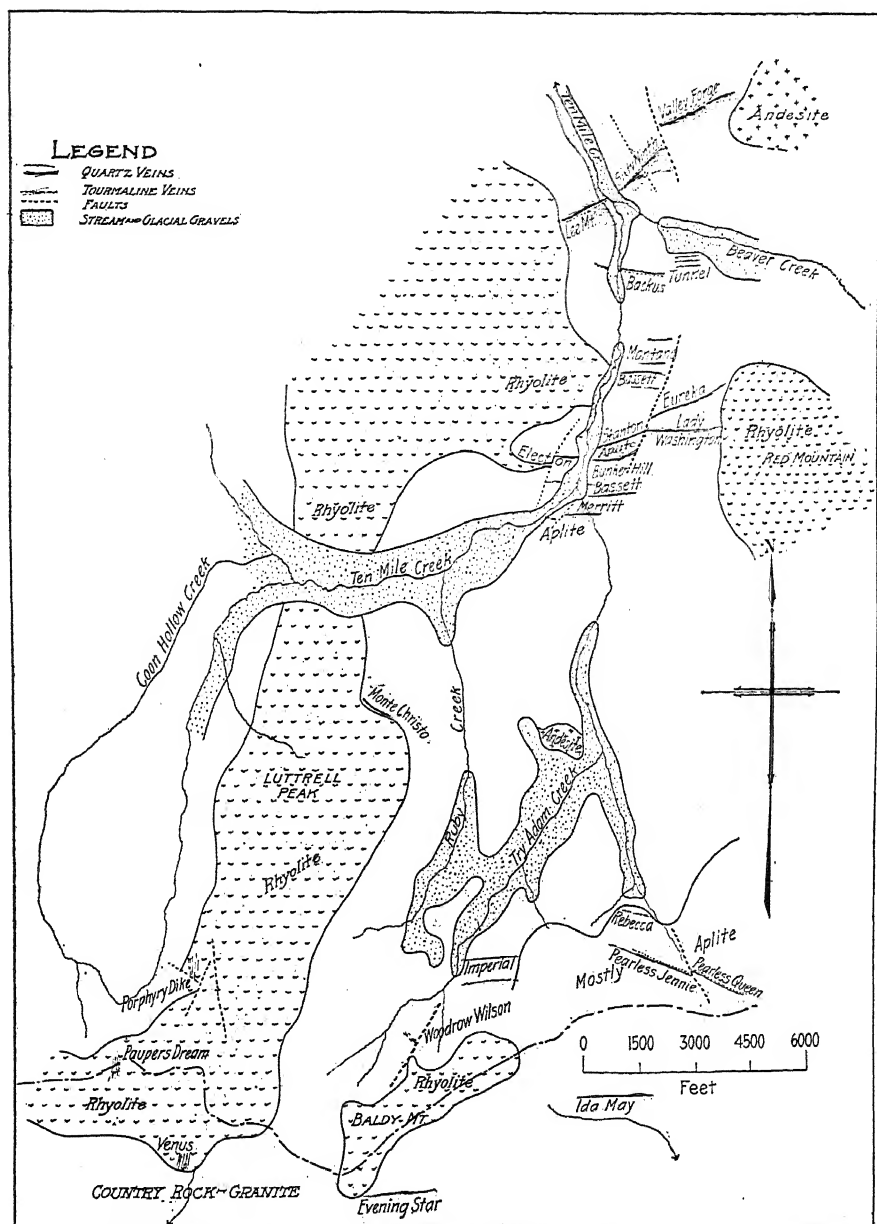 LEGEND
QUARTZ VEINS
TOURMALINE VEINS
FAULTS
STREAM AND GLACIAL GRAVELS
Ten Mile Cr.
Valley Forge
Andesite
Lee Mt.
Beaver Creek
Backus
Tunnel
Montana
Rhyolite
Bassett
Eureka
Stanton
Lady
Washington
Aplite
Election
Rhyolite
RED MOUNTAIN
Bunker Hill
Bassett
Merritt
Rhyolite
Aplite
N
Ten Mile Creek
Coon Hollow Creek
Monte Christo
Creek
Ruby
Andesite
LUTTRELL
PEAK
Try Adam Creek
Rhyolite
Rebecca
Aplite
Pearless Queen
Pearless Jennie
Mostly
Imperial
Porphyry Dike
Woodrow Wilson
Paupers Dream
Rhyolite
0 1500 3000 4500 6000
Feet
Rhyolite
BALDY MT.
Ida May
Venus
COUNTRY ROCK-GRANITE
Evening Star